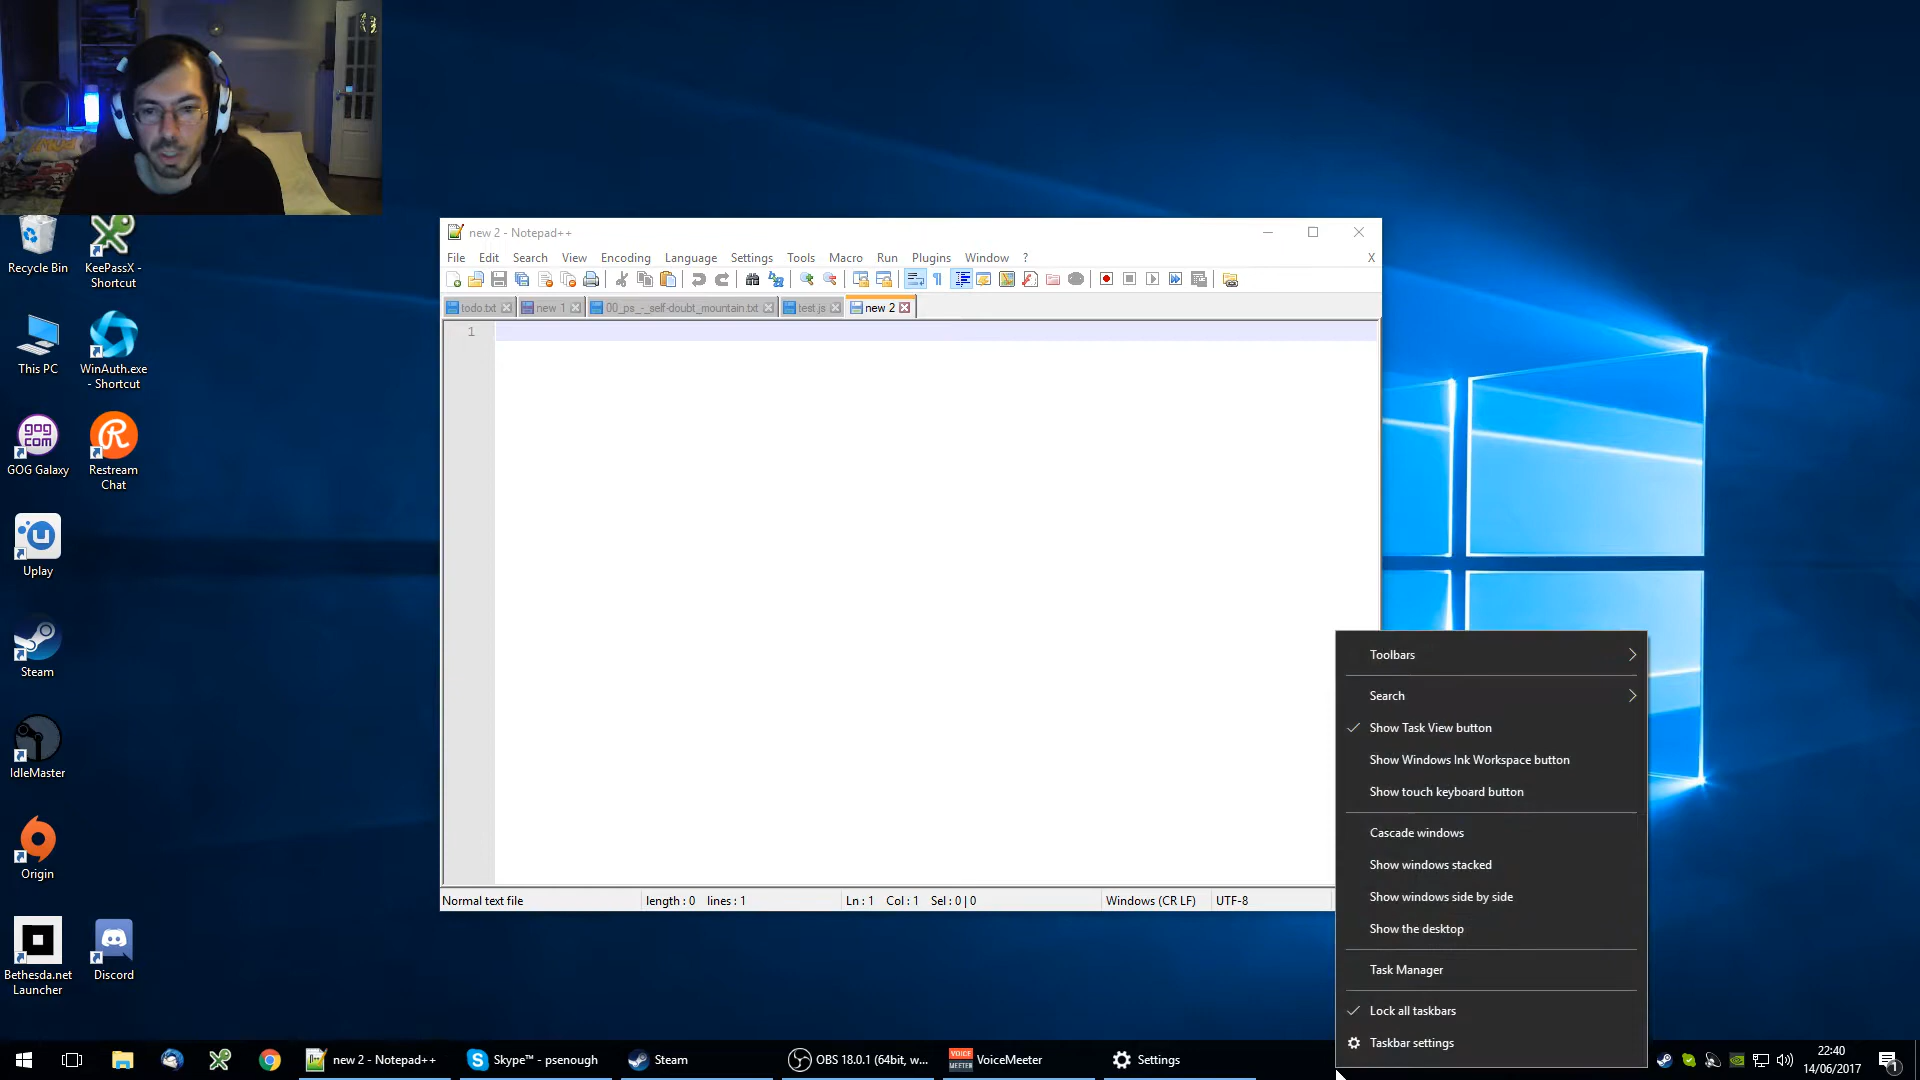 Recycle Bin
KeePassX -
Shortcut
This PC
WinAuth.exe
- Shortcut
gog
com
GOG Galaxy
Restream
Chat
Uplay
Steam
IdleMaster
Origin
Bethesda.net
Launcher
Discord
new 2 - Notepad++
File Edit Search View Encoding Language Settings Tools Macro Run Plugins Window ? X
todo.txt new 1 00_ps_-_self-doubt_mountain.txt test.js new 2
1
Normal text file length : 0 lines : 1 Ln : 1 Col : 1 Sel : 0 | 0 Windows (CR LF) UTF-8
Toolbars
Search
Show Task View button
Show Windows Ink Workspace button
Show touch keyboard button
Cascade windows
Show windows stacked
Show windows side by side
Show the desktop
Task Manager
Lock all taskbars
Taskbar settings
new 2 - Notepad++
Skype™ - psenough
Steam
OBS 18.0.1 (64bit, w...
VOICE
MEETER
VoiceMeeter
Settings
22:40
14/06/2017
1